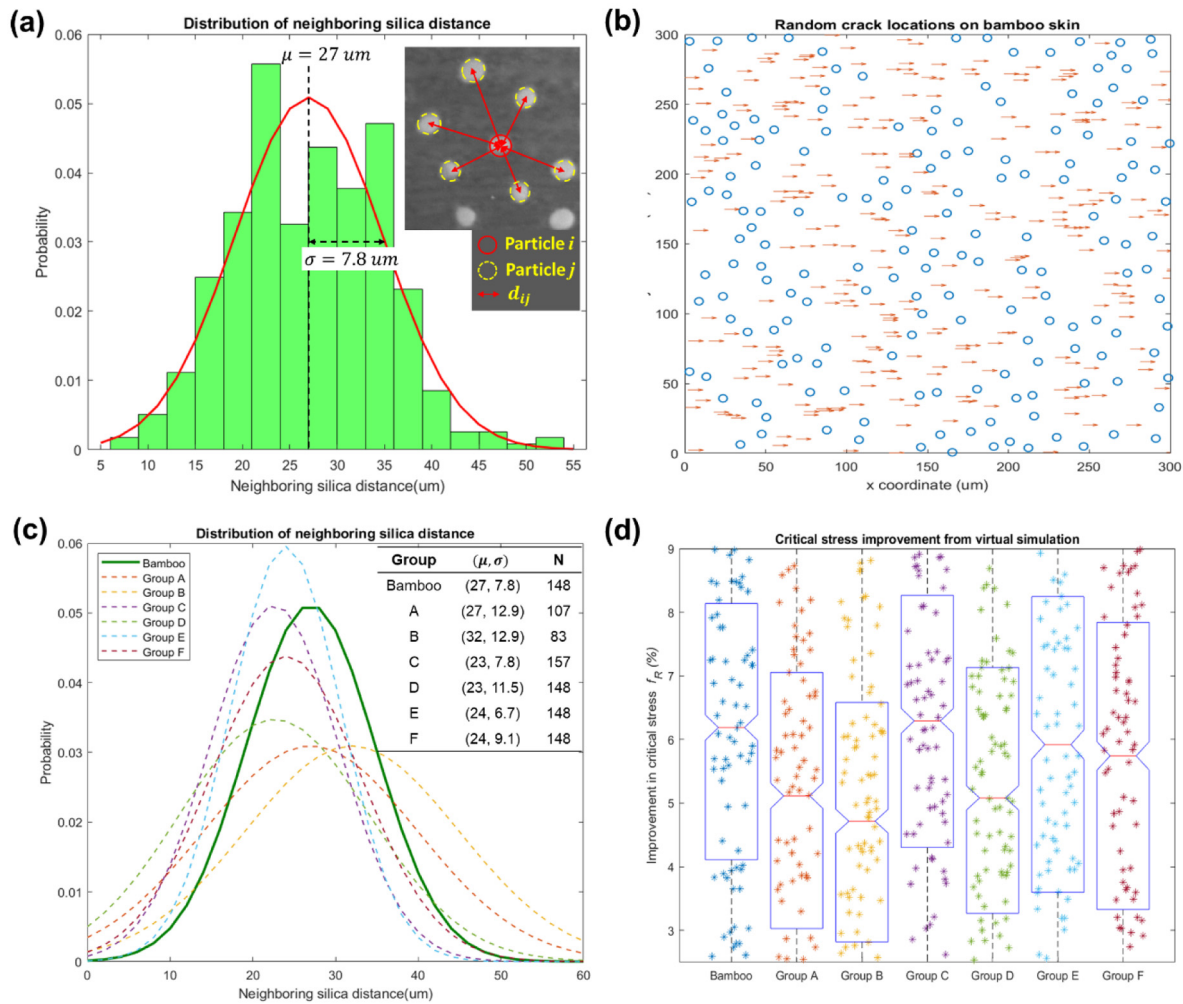 (a)
Distribution of neighboring silica distance
0.06
0.05
0.04
0.03
0.02
0.01
0
Probability
μ = 27 um
σ = 7.8 um
Particle i
Particle j
d_ij
5 10 15 20 25 30 35 40 45 50 55
Neighboring silica distance(um)
(b)
Random crack locations on bamboo skin
300
250
200
150
100
50
0
0 50 100 150 200 250 300
x coordinate (um)
(c)
Distribution of neighboring silica distance
0.06
0.05
0.04
0.03
0.02
0.01
0
Probability
Bamboo
Group A
Group B
Group C
Group D
Group E
Group F
Group (μ, σ) N
Bamboo (27, 7.8) 148
A (27, 12.9) 107
B (32, 12.9) 83
C (23, 7.8) 157
D (23, 11.5) 148
E (24, 6.7) 148
F (24, 9.1) 148
0 10 20 30 40 50 60
Neighboring silica distance(um)
(d)
Critical stress improvement from virtual simulation
9
8
7
6
5
4
3
Improvement in critical stress f_R (%)
Bamboo Group A Group B Group C Group D Group E Group F